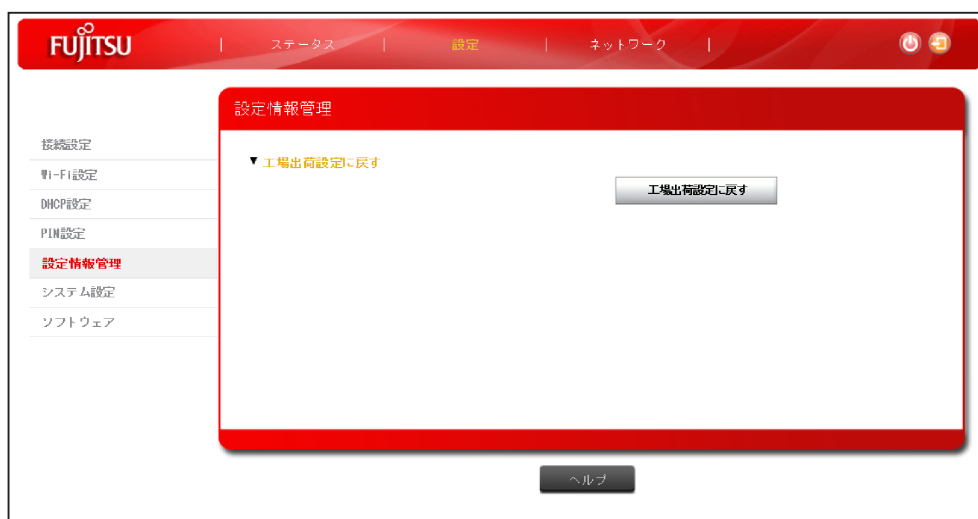 FUJITSU
ステータス
設定
ネットワーク
設定情報管理
接続設定
Wi-Fi設定
DHCP設定
PIN設定
設定情報管理
システム設定
ソフトウェア
▼ 工場出荷設定に戻す
工場出荷設定に戻す
ヘルプ